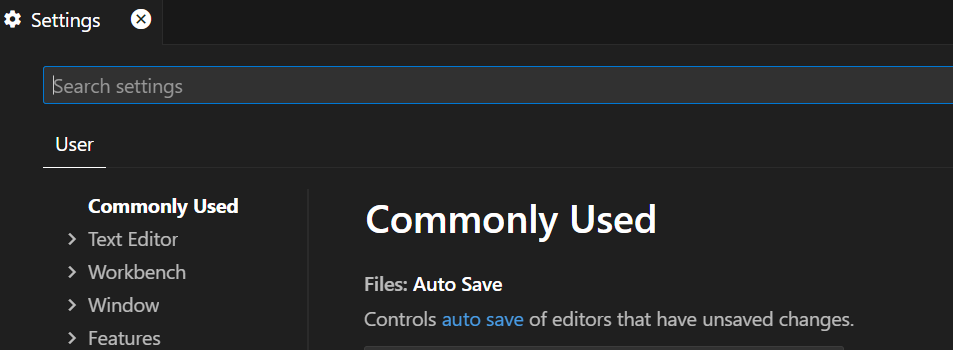 Settings
Search settings
User
Commonly Used
Text Editor
Workbench
Window
Features
Commonly Used
Files: Auto Save
Controls auto save of editors that have unsaved changes.